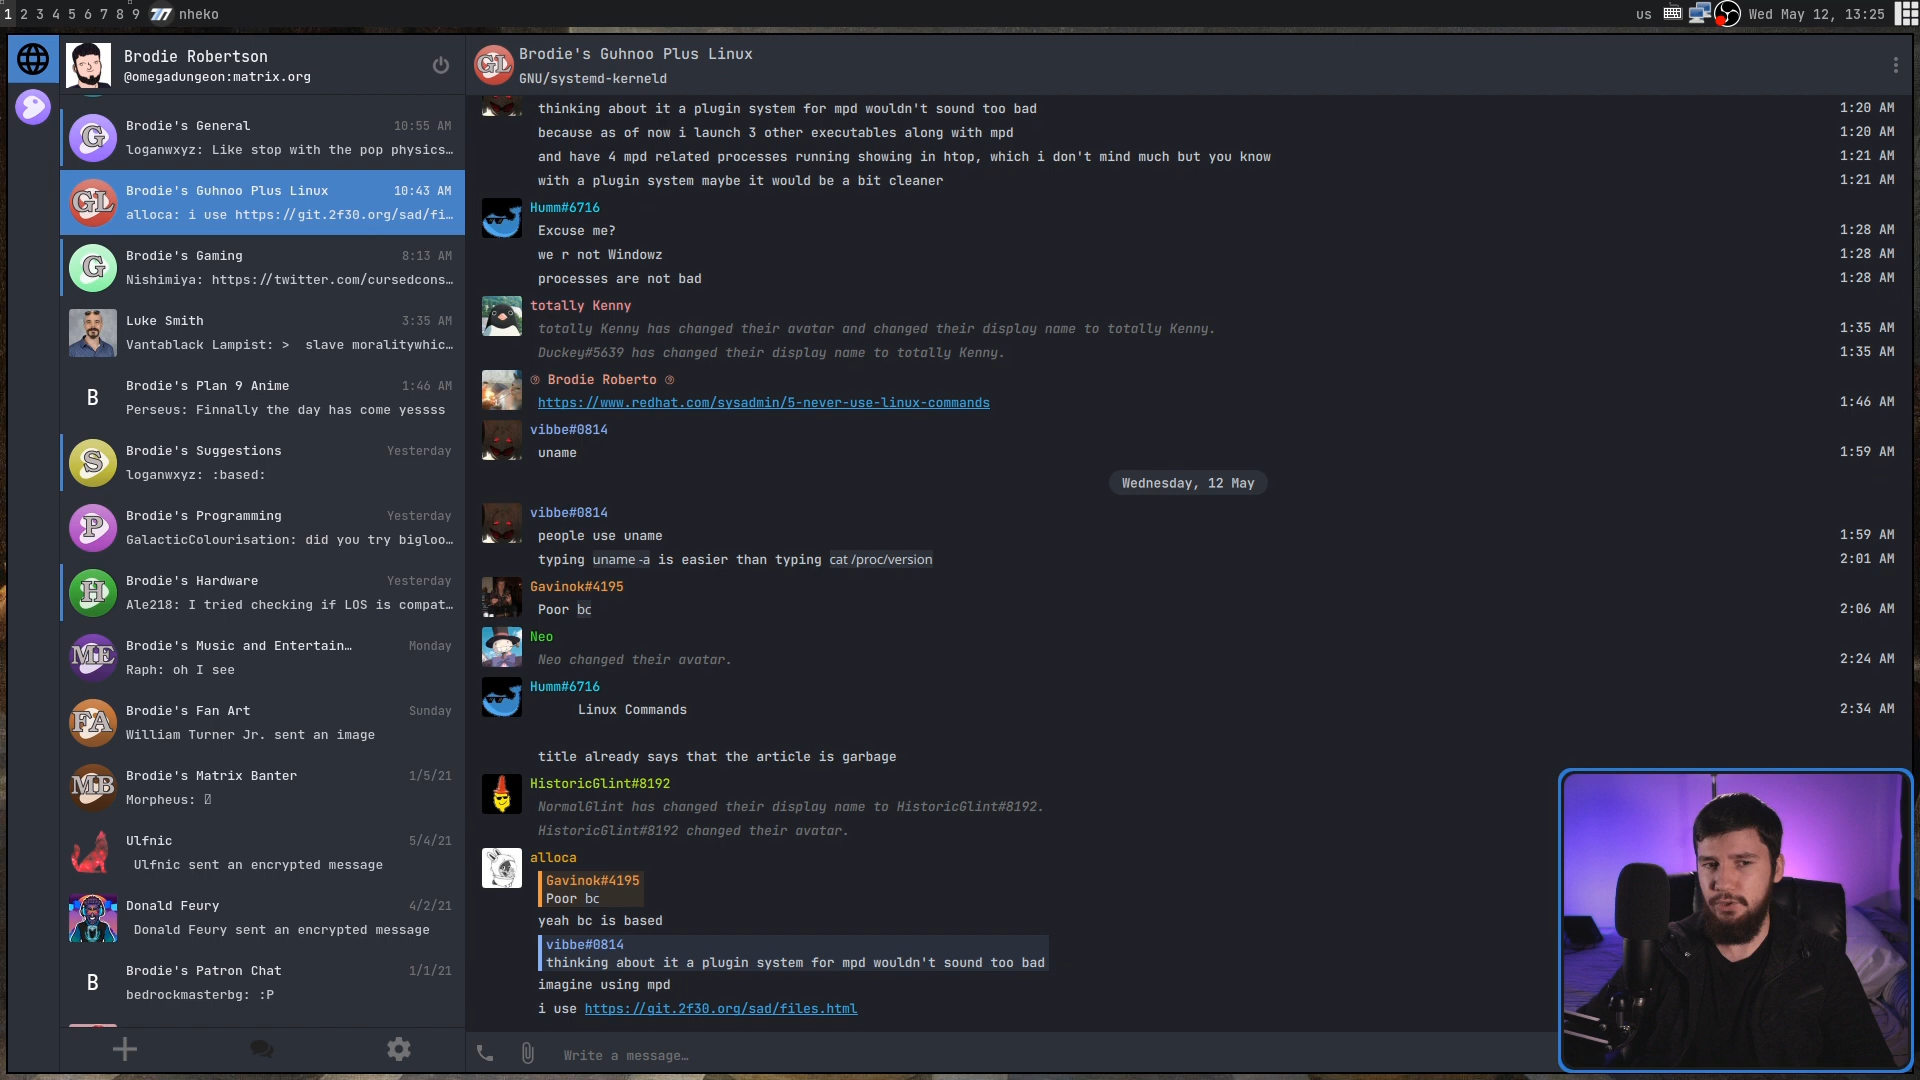 1 2 3 4 5 6 7 8 9 nheko
us Wed May 12, 13:25
Brodie Robertson
@omegadungeon:matrix.org
G
Brodie's General 10:55 AM
loganwxyz: Like stop with the pop physics…
GL
Brodie's Guhnoo Plus Linux 10:43 AM
alloca: i use https://git.2f30.org/sad/fi…
G
Brodie's Gaming 8:13 AM
Nishimiya: https://twitter.com/cursedcons…
Luke Smith 3:35 AM
Vantablack Lampist: >  slave moralitywhic…
B
Brodie's Plan 9 Anime 1:46 AM
Perseus: Finnally the day has come yessss
S
Brodie's Suggestions Yesterday
loganwxyz: :based:
P
Brodie's Programming Yesterday
GalacticColourisation: did you try bigloo…
H
Brodie's Hardware Yesterday
Ale218: I tried checking if LOS is compat…
ME
Brodie's Music and Entertain… Monday
Raph: oh I see
FA
Brodie's Fan Art Sunday
William Turner Jr. sent an image
MB
Brodie's Matrix Banter 1/5/21
Morpheus:
Ulfnic 5/4/21
Ulfnic sent an encrypted message
Donald Feury 4/2/21
Donald Feury sent an encrypted message
B
Brodie's Patron Chat 1/1/21
bedrockmasterbg: :P
GL
Brodie's Guhnoo Plus Linux
GNU/systemd-kerneld
thinking about it a plugin system for mpd wouldn't sound too bad 1:20 AM
because as of now i launch 3 other executables along with mpd 1:20 AM
and have 4 mpd related processes running showing in htop, which i don't mind much but you know 1:21 AM
with a plugin system maybe it would be a bit cleaner 1:21 AM
Humm#6716
Excuse me? 1:28 AM
we r not Windowz 1:28 AM
processes are not bad 1:28 AM
totally Kenny
totally Kenny has changed their avatar and changed their display name to totally Kenny. 1:35 AM
Duckey#5639 has changed their display name to totally Kenny. 1:35 AM
Brodie Roberto
https://www.redhat.com/sysadmin/5-never-use-linux-commands 1:46 AM
vibbe#0814
uname 1:59 AM
Wednesday, 12 May
vibbe#0814
people use uname 1:59 AM
typing uname -a is easier than typing cat /proc/version 2:01 AM
Gavinok#4195
Poor bc 2:06 AM
Neo
Neo changed their avatar. 2:24 AM
Humm#6716
Linux Commands 2:34 AM
title already says that the article is garbage
HistoricGlint#8192
NormalGlint has changed their display name to HistoricGlint#8192.
HistoricGlint#8192 changed their avatar.
alloca
Gavinok#4195
Poor bc
yeah bc is based
vibbe#0814
thinking about it a plugin system for mpd wouldn't sound too bad
imagine using mpd
i use https://git.2f30.org/sad/files.html
Write a message…